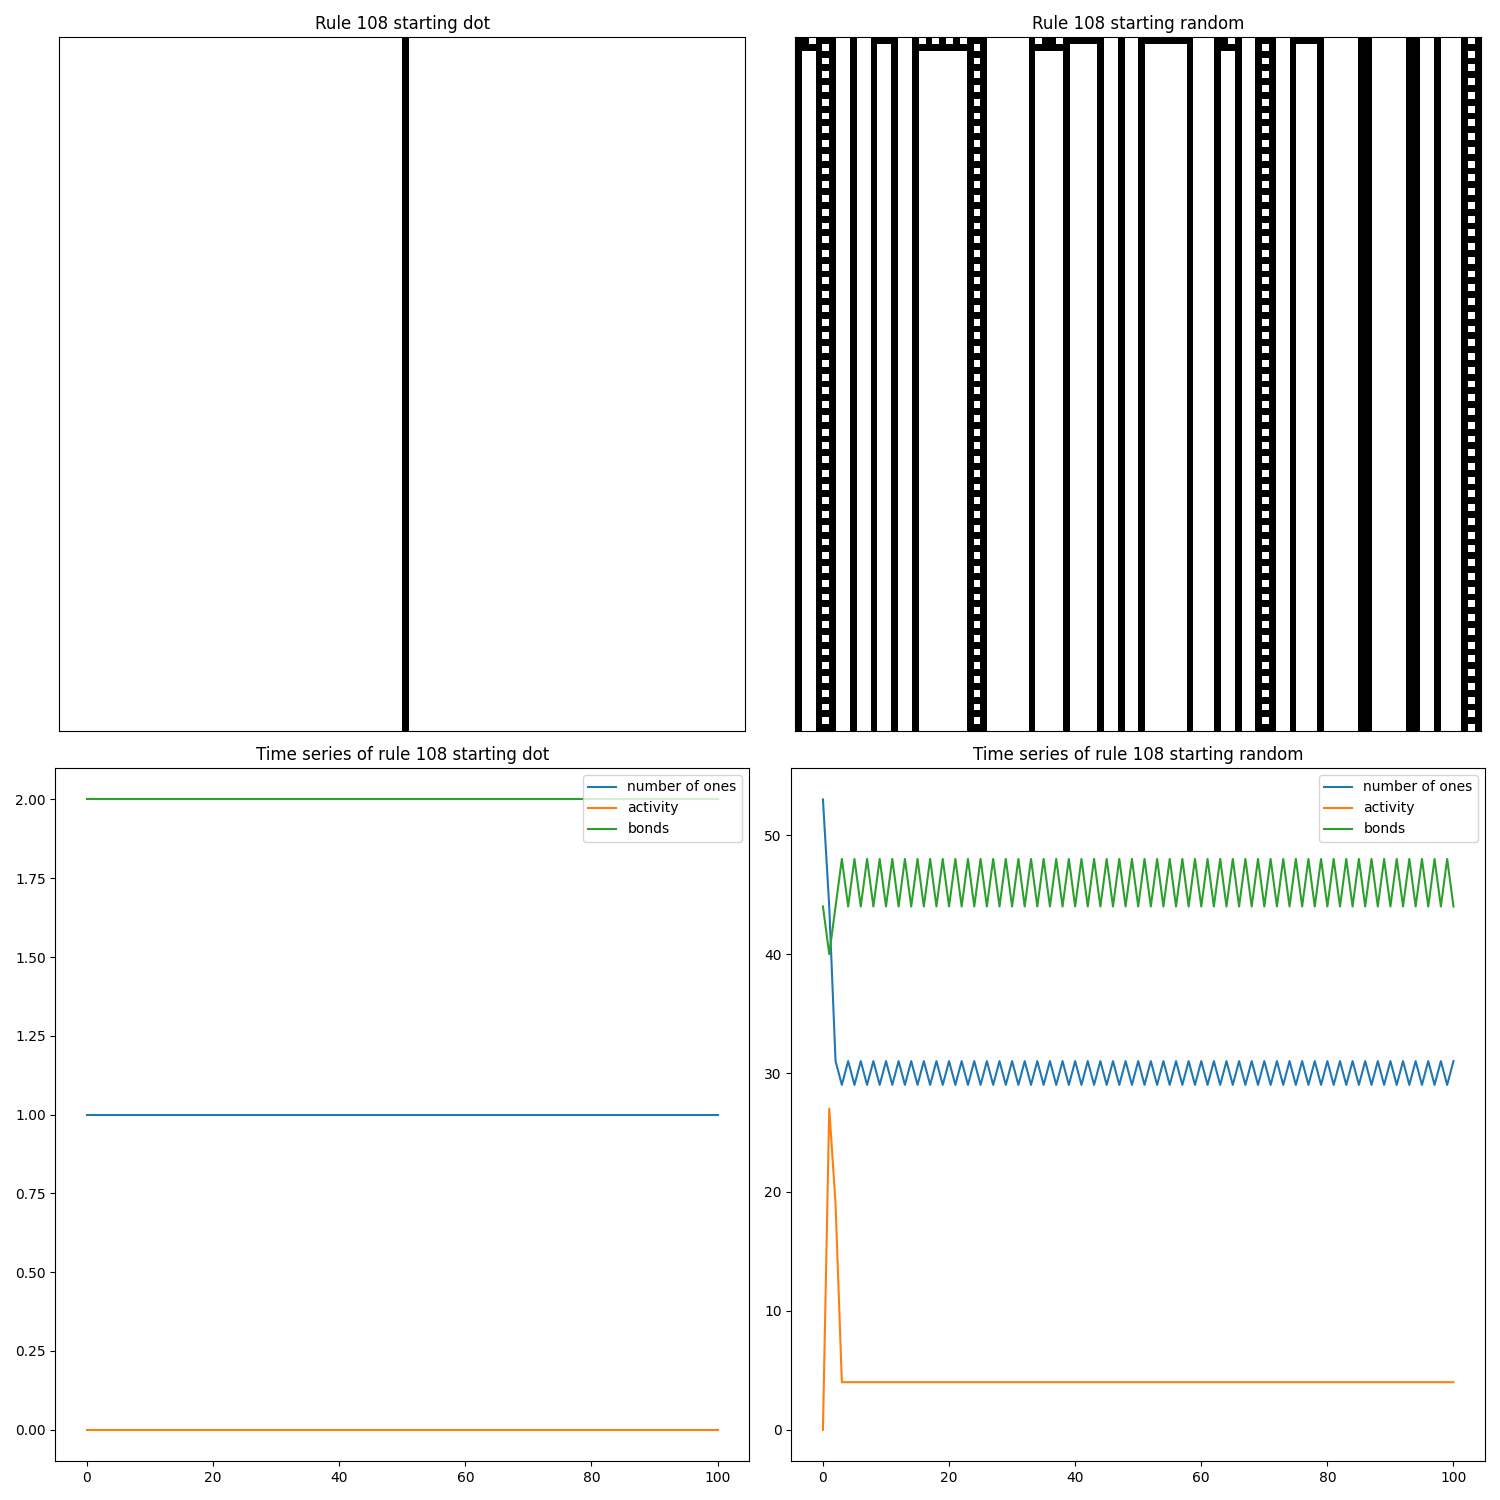 Rule 108 starting dot
Rule 108 starting random
Time series of rule 108 starting dot
number of ones
activity
bonds
2.00
1.75
1.50
1.25
1.00
0.75
0.50
0.25
0.00
0 20 40 60 80 100
Time series of rule 108 starting random
number of ones
activity
bonds
50
40
30
20
10
0
0 20 40 60 80 100